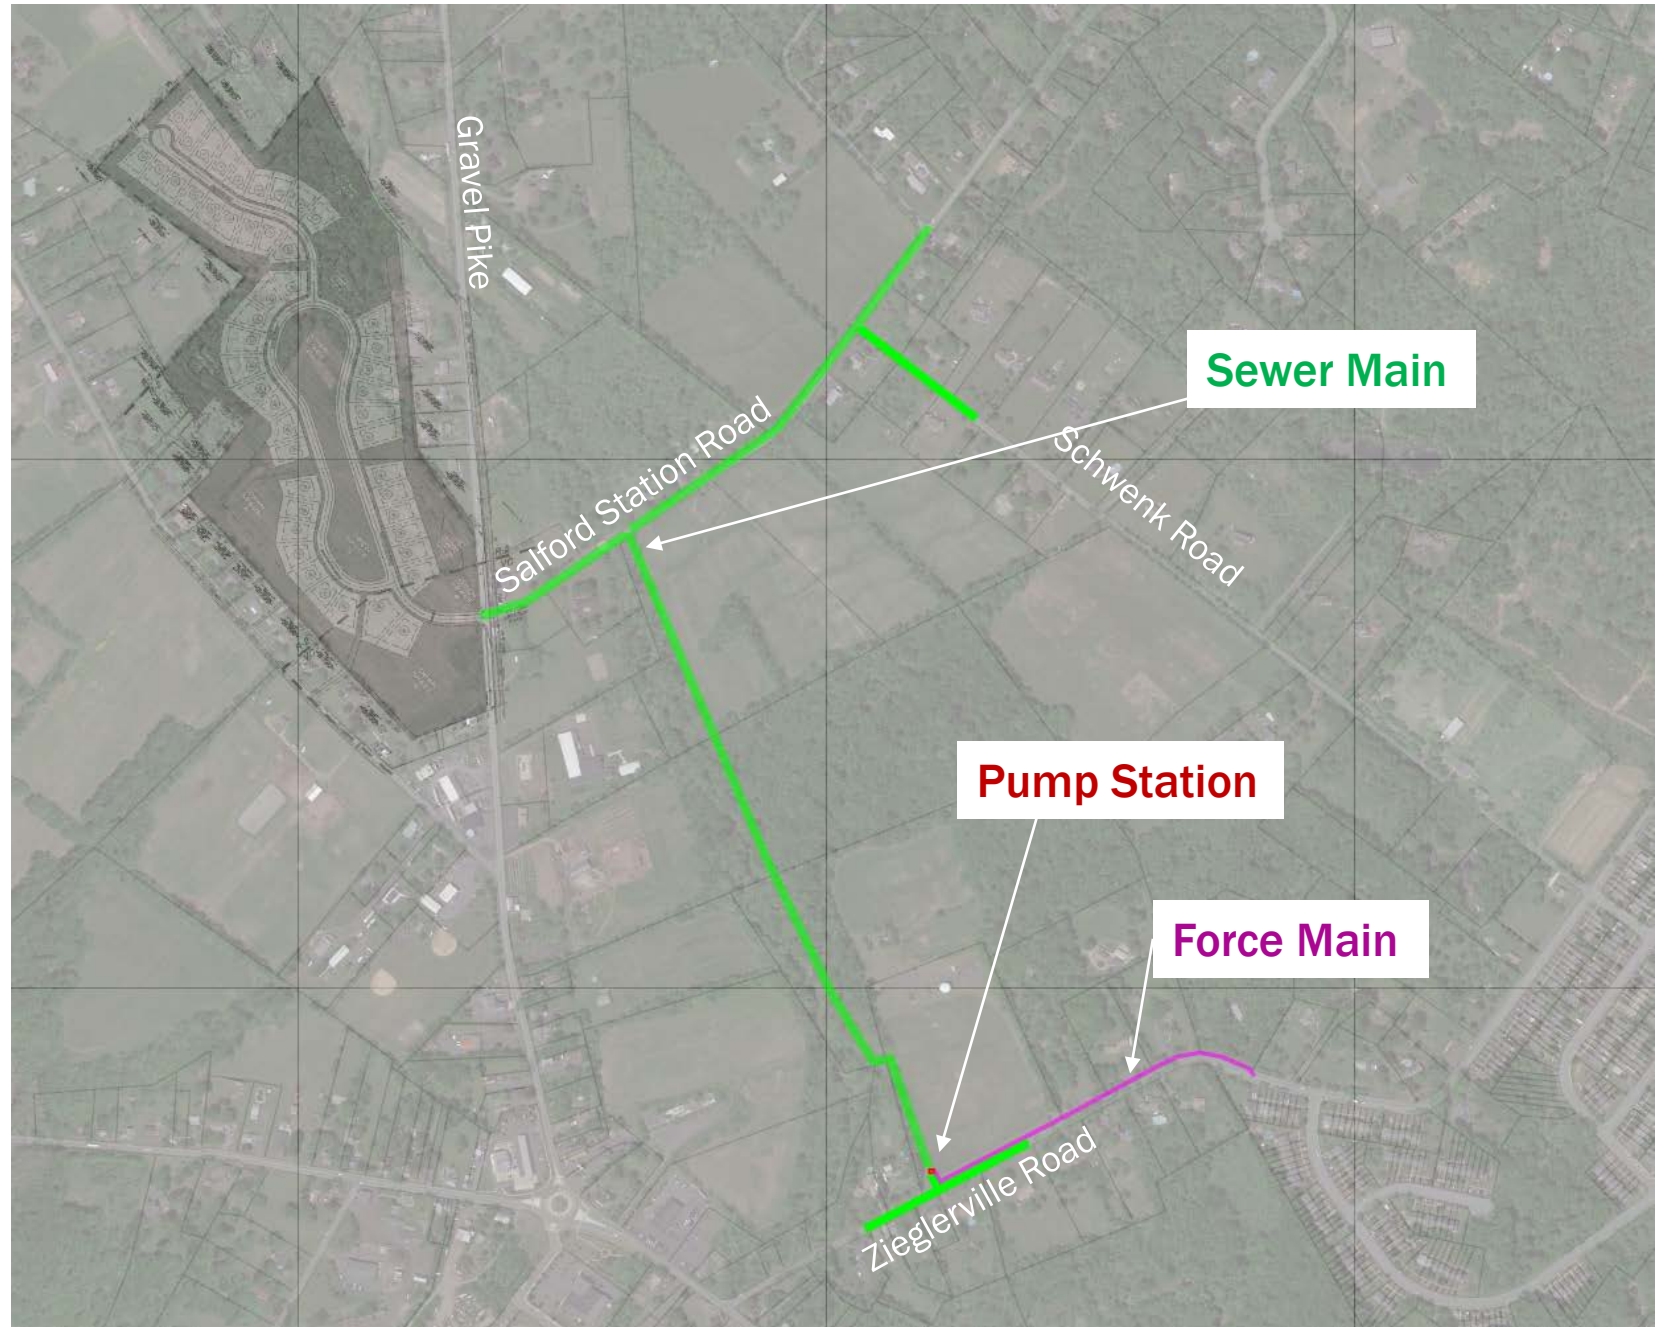 Gravel Pike
Sewer Main
Salford Station Road
Schwenk Road
Pump Station
Force Main
Zieglerville Road